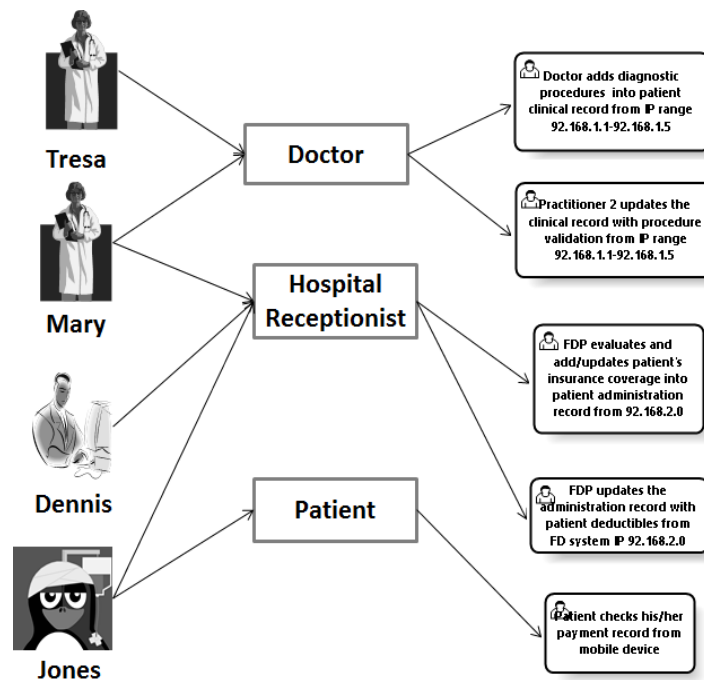 Tresa
Mary
Dennis
Jones
Doctor
Hospital
Receptionist
Patient
Doctor adds diagnostic
procedures into patient
clinical record from IP range
92.168.1.1-92.168.1.5
Practitioner 2 updates the
clinical record with procedure
validation from IP range
92.168.1.1-92.168.1.5
FDP evaluates and
add/updates patient's
insurance coverage into
patient administration
record from 92.168.2.0
FDP updates the
administration record with
patient deductibles from
FD system IP 92.168.2.0
Patient checks his/her
payment record from
mobile device